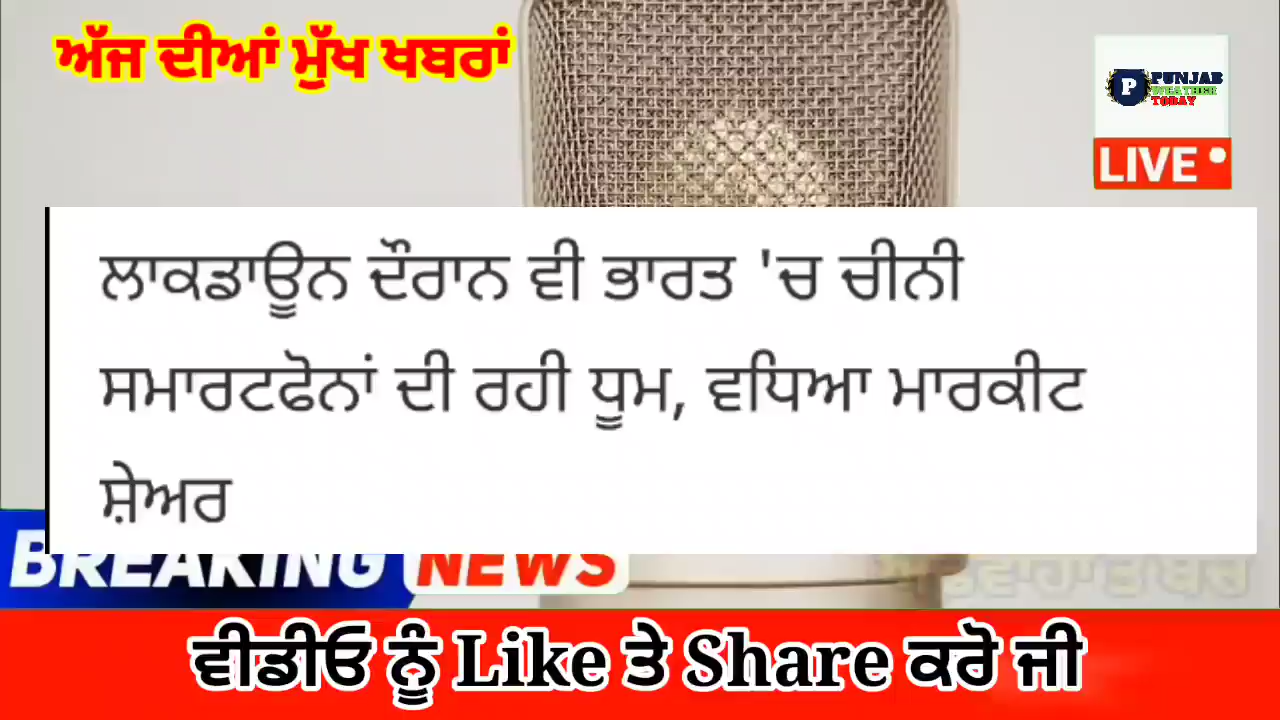 ਅੱਜ ਦੀਆਂ ਮੁੱਖ ਖਬਰਾਂ
P PUNJAB
WEATHER
TODAY
LIVE
ਲਾਕਡਾਊਨ ਦੌਰਾਨ ਵੀ ਭਾਰਤ 'ਚ ਚੀਨੀ
ਸਮਾਰਟਫੋਨਾਂ ਦੀ ਰਹੀ ਧੂਮ, ਵਧਿਆ ਮਾਰਕੀਟ
ਸ਼ੇਅਰ
BREAKING NEWS
ਵੀਡੀਓ ਨੂੰ Like ਤੇ Share ਕਰੋ ਜੀ